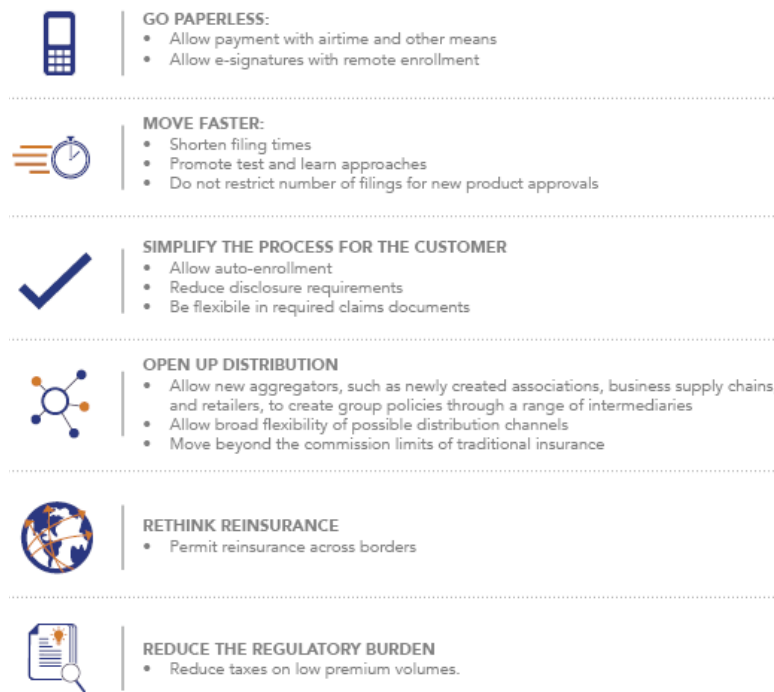 GO PAPERLESS:
• Allow payment with airtime and other means
• Allow e-signatures with remote enrollment
MOVE FASTER:
• Shorten filing times
• Promote test and learn approaches
• Do not restrict number of filings for new product approvals
SIMPLIFY THE PROCESS FOR THE CUSTOMER
• Allow auto-enrollment
• Reduce disclosure requirements
• Be flexibile in required claims documents
OPEN UP DISTRIBUTION
• Allow new aggregators, such as newly created associations, business supply chains
and retailers, to create group policies through a range of intermediaries
• Allow broad flexibility of possible distribution channels
• Move beyond the commission limits of traditional insurance
RETHINK REINSURANCE
• Permit reinsurance across borders
REDUCE THE REGULATORY BURDEN
• Reduce taxes on low premium volumes.